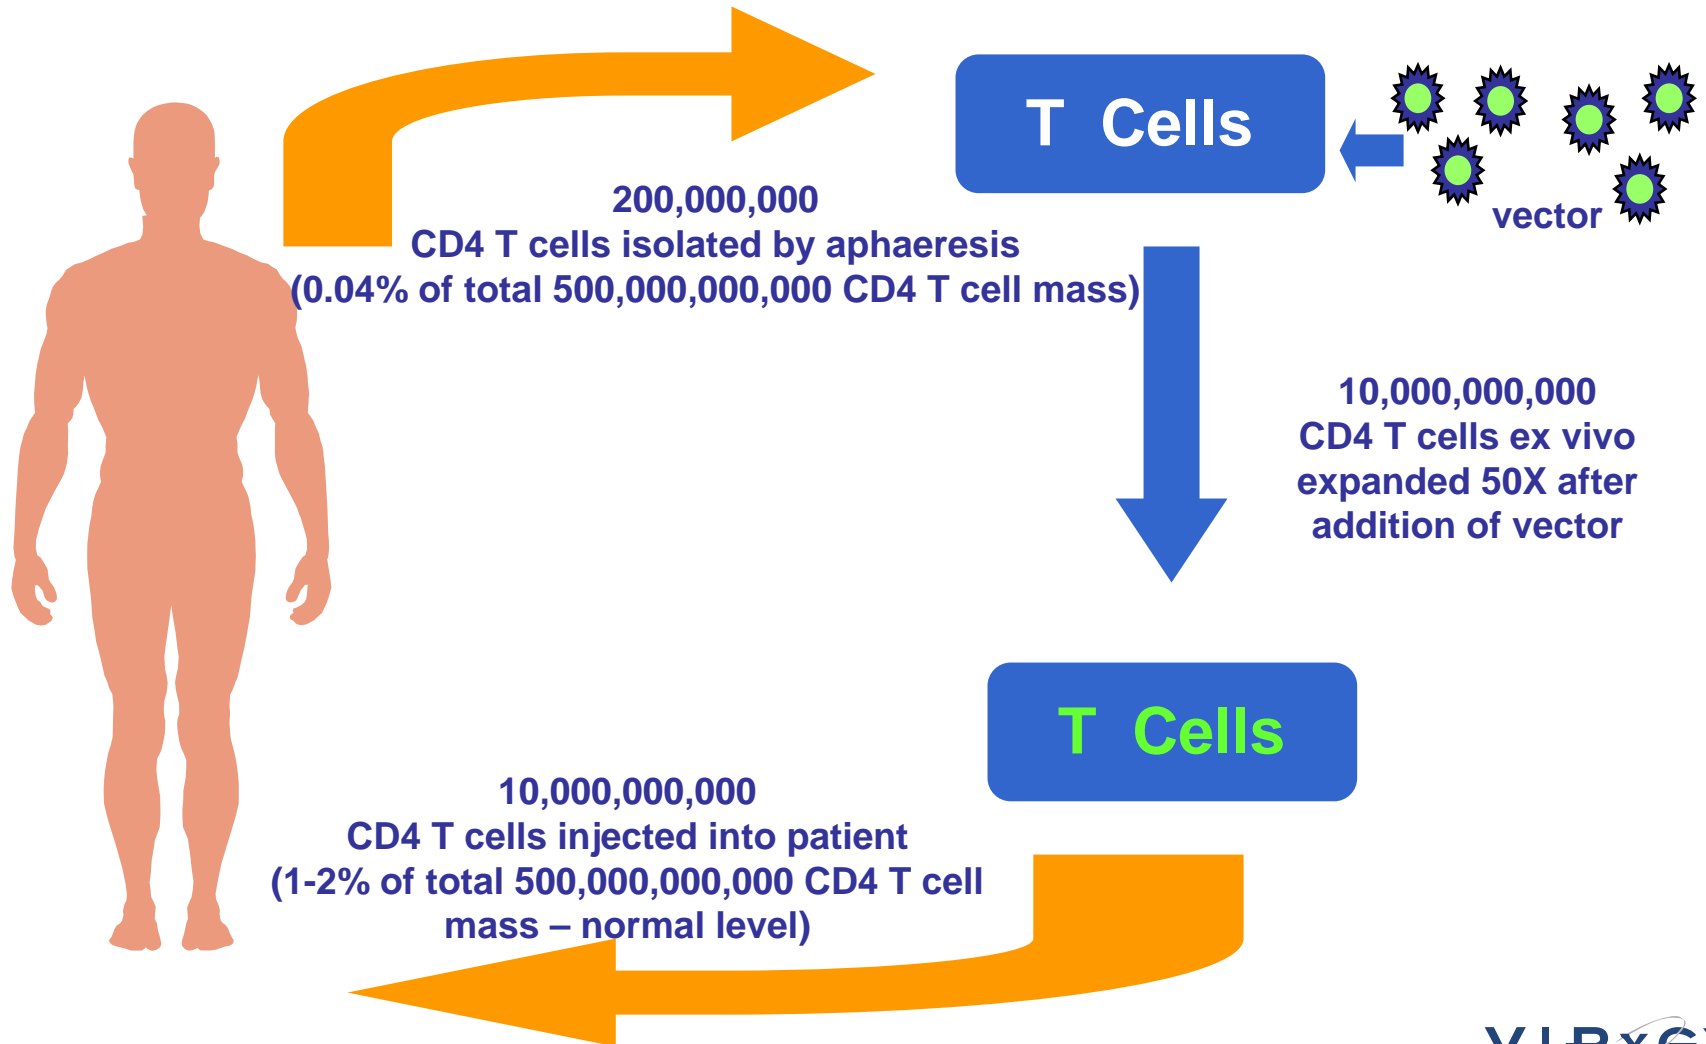 T Cells
vector
200,000,000
CD4 T cells isolated by aphaeresis
(0.04% of total 500,000,000,000 CD4 T cell mass)
10,000,000,000
CD4 T cells ex vivo
expanded 50X after
addition of vector
T Cells
10,000,000,000
CD4 T cells injected into patient
(1-2% of total 500,000,000,000 CD4 T cell
mass – normal level)